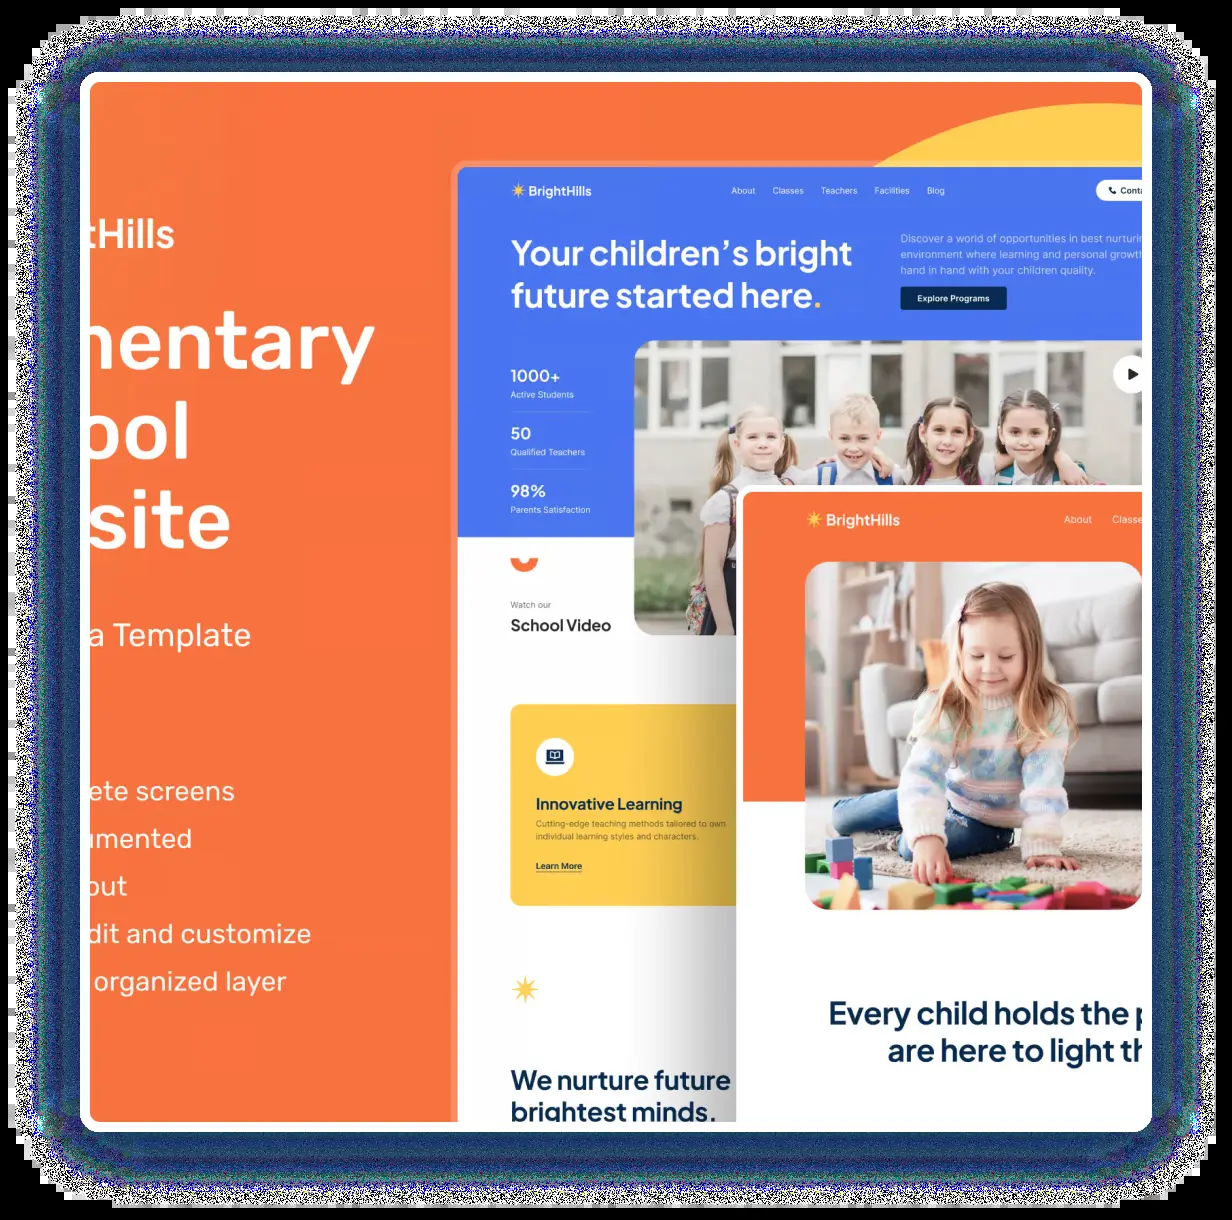 tHills
mentary
ool
site
a Template
ete screens
umented
out
dit and customize
organized layer
BrightHills
About Classes Teachers Facilities Blog
Conta
Your children's bright
future started here.
Discover a world of opportunities in best nurturin
environment where learning and personal growth
hand in hand with your children quality.
Explore Programs
1000+
Active Students
50
Qualified Teachers
98%
Parents Satisfaction
Watch our
School Video
Innovative Learning
Cutting-edge teaching methods tailored to own
individual learning styles and characters.
Learn More
We nurture future
brightest minds.
BrightHills
About Classe
Every child holds the p
are here to light th